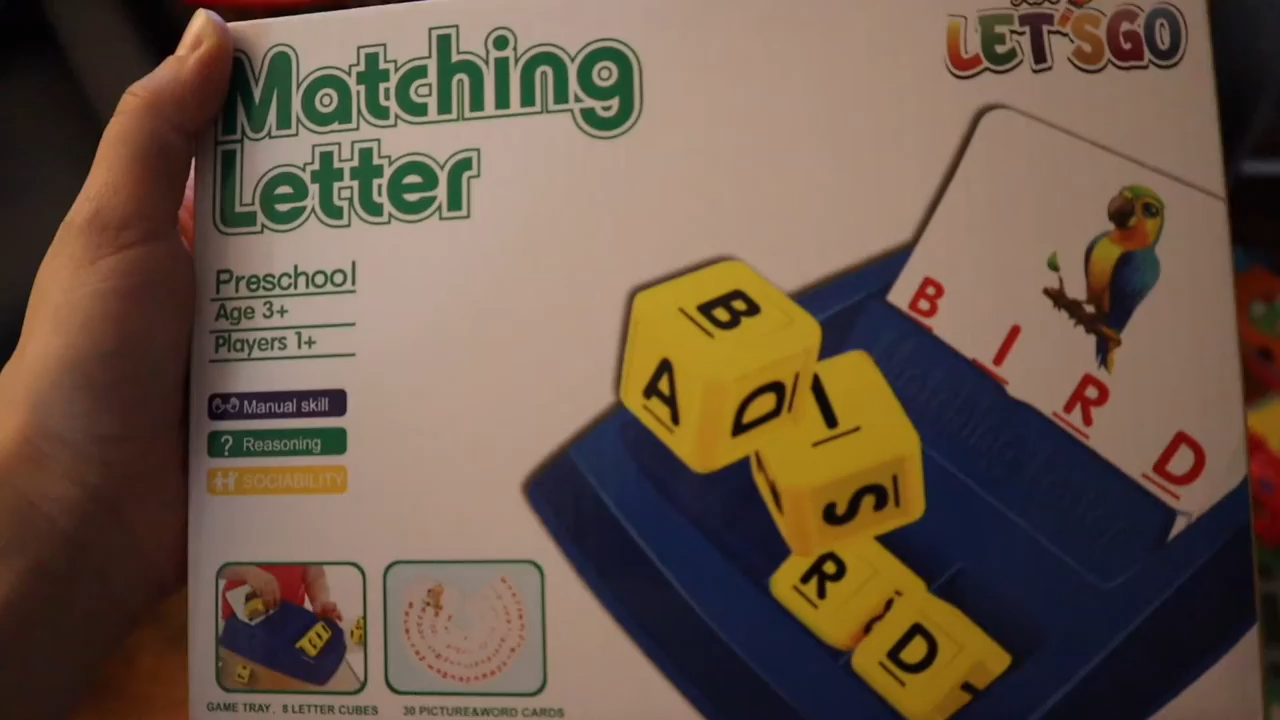 LET'SGO
Matching
Letter
Preschool
Age 3+
Players 1+
Manual skill
? Reasoning
SOCIABILITY
B
A
D
I
S
R
D
B I R D
GAME TRAY. 8 LETTER CUBES
30 PICTURE&WORD CARDS